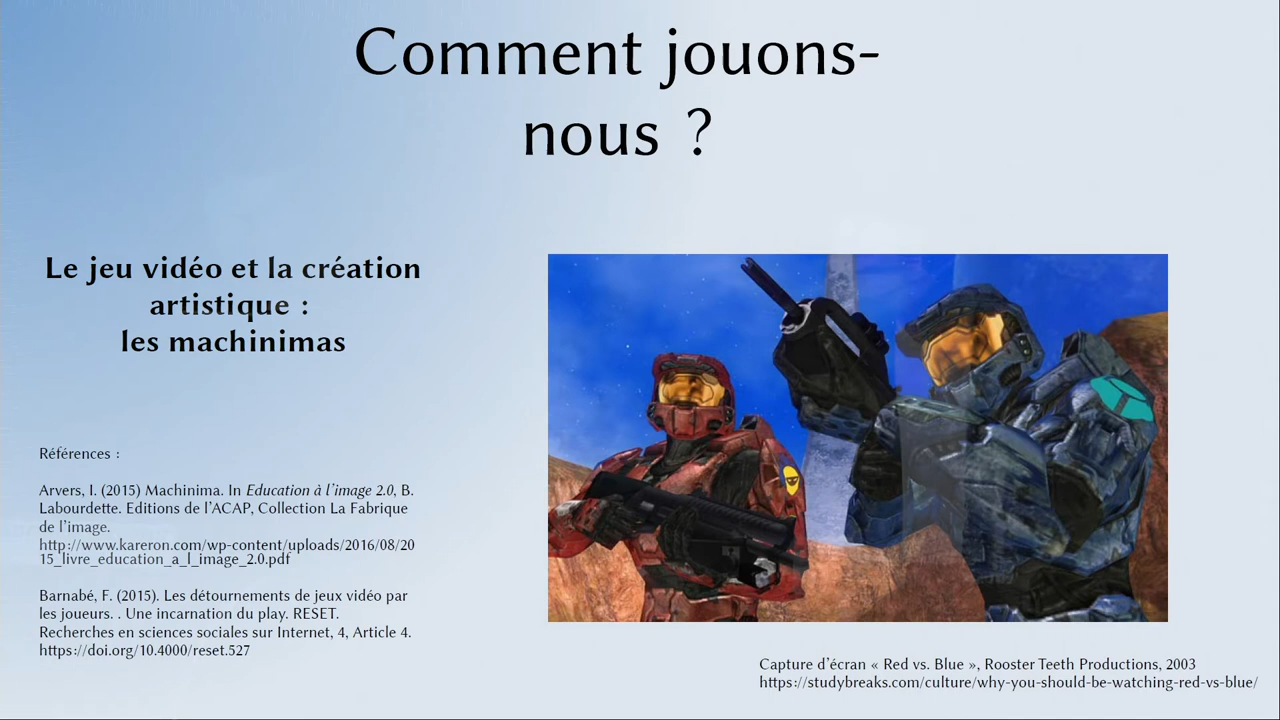 Comment jouons-
nous ?
Le jeu vidéo et la création
artistique :
les machinimas
Références :
Arvers, I. (2015) Machinima. In Education à l'image 2.0, B.
Labourdette. Editions de l'ACAP, Collection La Fabrique
de l'image.
http://www.kareron.com/wp-content/uploads/2016/08/20
15_livre_education_a_l_image_2.0.pdf
Barnabé, F. (2015). Les détournements de jeux vidéo par
les joueurs. . Une incarnation du play. RESET.
Recherches en sciences sociales sur Internet, 4, Article 4.
https://doi.org/10.4000/reset.527
Capture d'écran « Red vs. Blue », Rooster Teeth Productions, 2003
https://studybreaks.com/culture/why-you-should-be-watching-red-vs-blue/